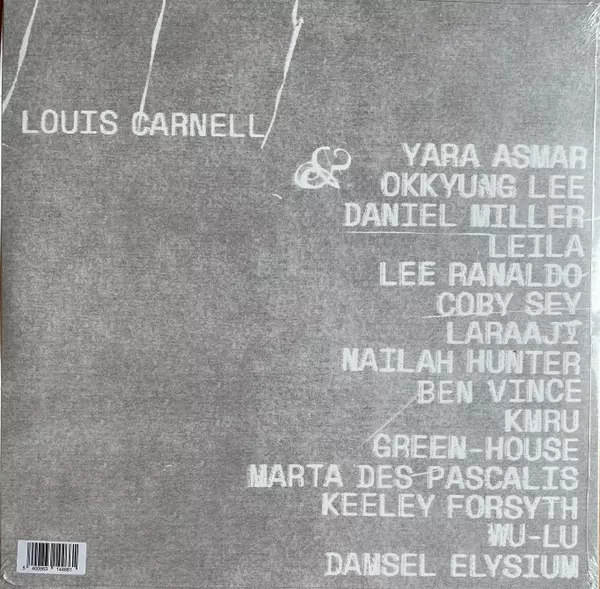 LOUIS CARNELL
& YARA ASMAR
OKKYUNG LEE
DANIEL MILLER
LEILA
LEE RANALDO
COBY SEY
LARAAJI
NAILAH HUNTER
BEN VINCE
KMRU
GREEN-HOUSE
MARTA DES PASCALIS
KEELEY FORSYTH
WU-LU
DAMSEL ELYSIUM